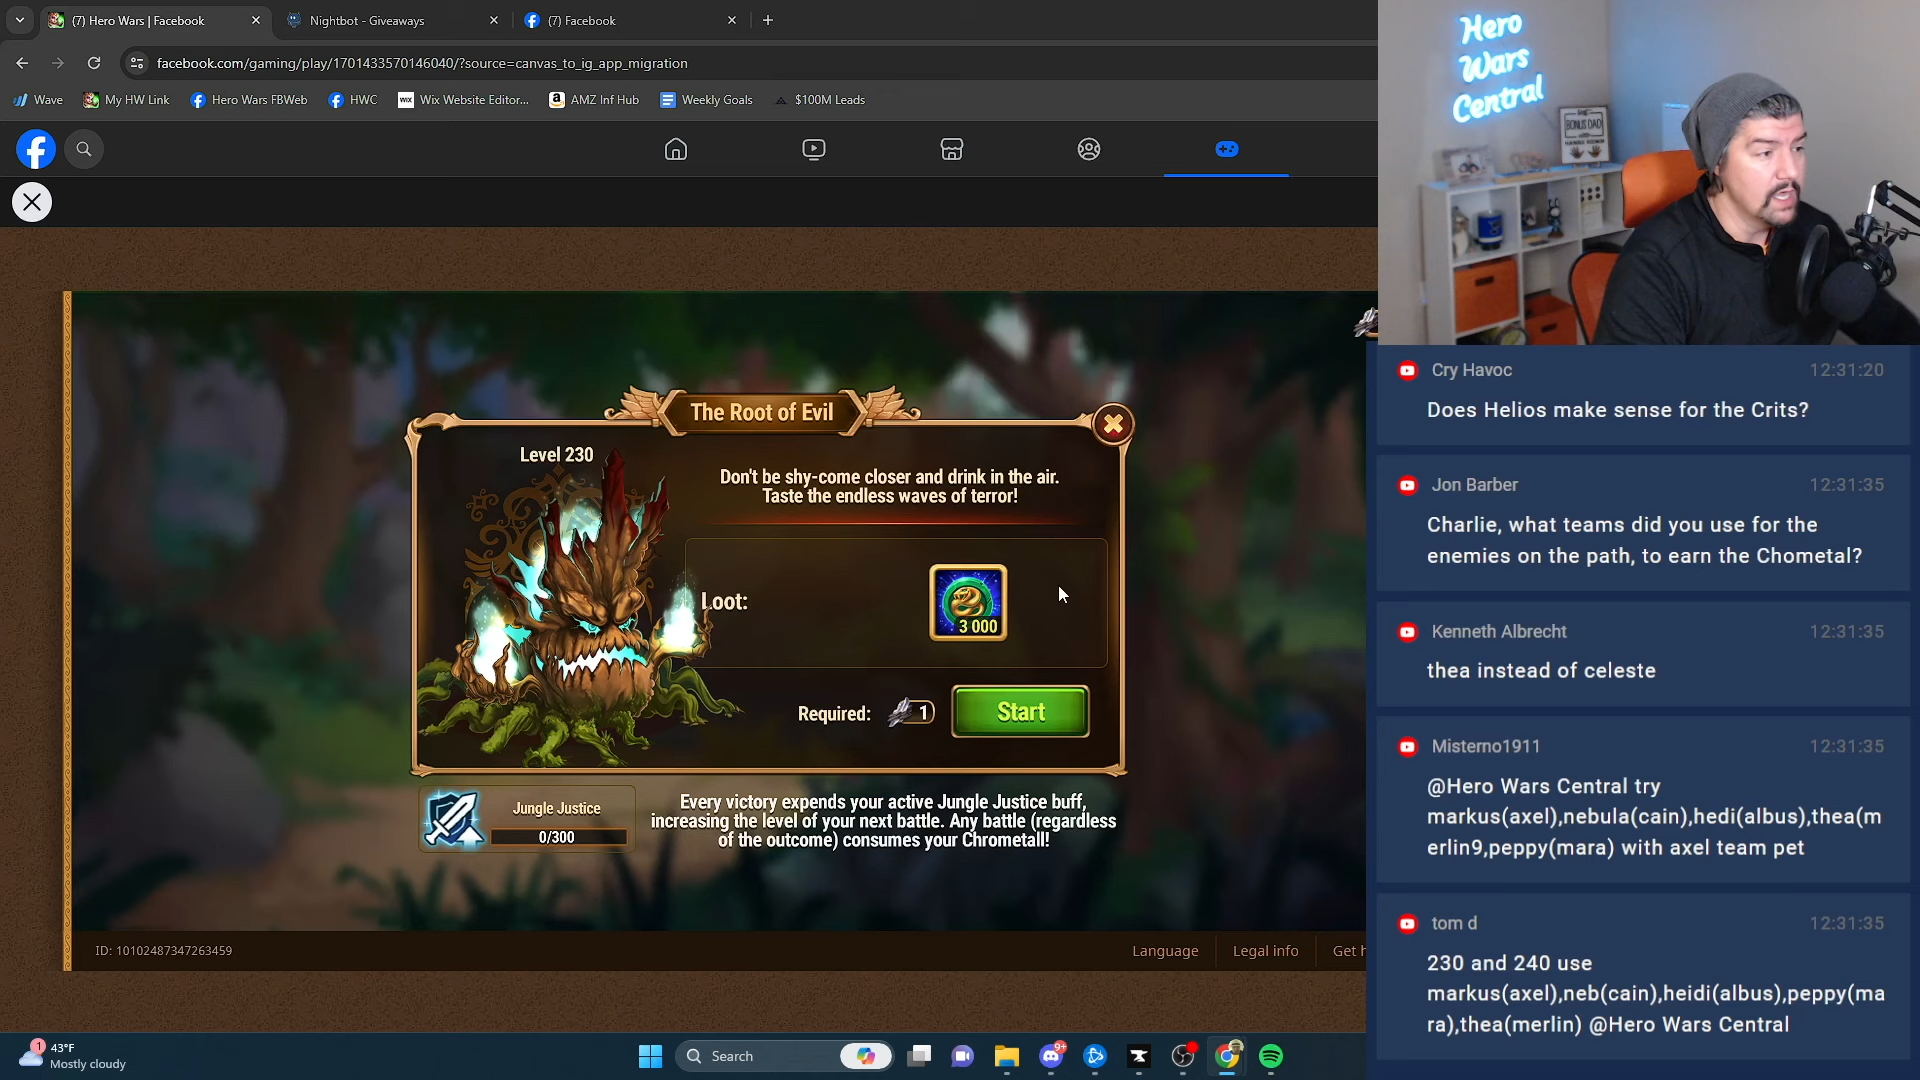 (7) Hero Wars | Facebook
Nightbot - Giveaways
(7) Facebook
facebook.com/gaming/play/1701433570146040/?source=canvas_to_ig_app_migration
Wave
My HW Link
Hero Wars FBWeb
HWC
WIX
Wix Website Editor...
AMZ Inf Hub
Weekly Goals
$100M Leads
Hero
Wars
Central
BONUS DAD
The Root of Evil
Level 230
Don't be shy-come closer and drink in the air.
Taste the endless waves of terror!
Loot:
3 000
Required:
1
Start
Jungle Justice
0/300
Every victory expends your active Jungle Justice buff,
increasing the level of your next battle. Any battle (regardless
of the outcome) consumes your Chrometall!
ID: 10102487347263459
Language
Legal info
Get h
Cry Havoc
12:31:20
Does Helios make sense for the Crits?
Jon Barber
12:31:35
Charlie, what teams did you use for the
enemies on the path, to earn the Chometal?
Kenneth Albrecht
12:31:35
thea instead of celeste
Misterno1911
12:31:35
@Hero Wars Central try
markus(axel),nebula(cain),hedi(albus),thea(m
erlin9,peppy(mara) with axel team pet
tom d
12:31:35
230 and 240 use
markus(axel),neb(cain),heidi(albus),peppy(ma
ra),thea(merlin) @Hero Wars Central
1
43°F
Mostly cloudy
Search
9+